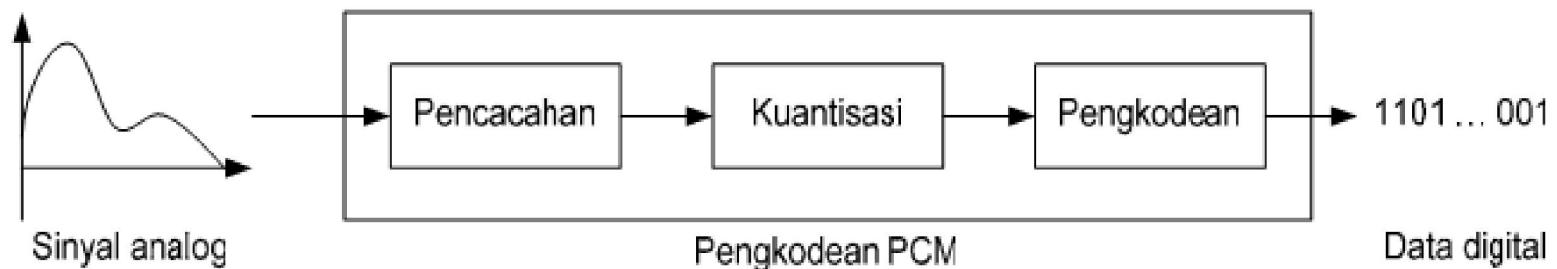 Pencacahan
Kuantisasi
Pengkodean
1101 ... 001
Sinyal analog
Pengkodean PCM
Data digital